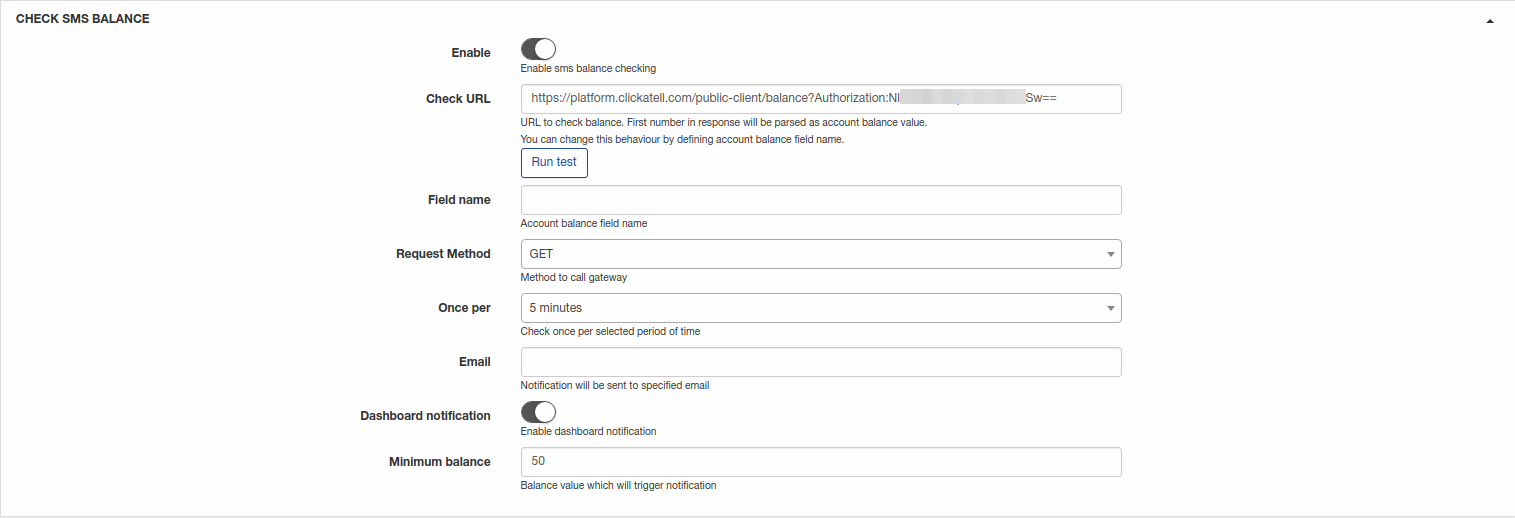 CHECK SMS BALANCE
Enable
Enable sms balance checking
Check URL
https://platform.clickatell.com/public-client/balance?Authorization:NI Sw==
URL to check balance. First number in response will be parsed as account balance value.
You can change this behaviour by defining account balance field name.
Run test
Field name
Account balance field name
Request Method
GET
Method to call gateway
Once per
5 minutes
Check once per selected period of time
Email
Notification will be sent to specified email
Dashboard notification
Enable dashboard notification
Minimum balance
50
Balance value which will trigger notification